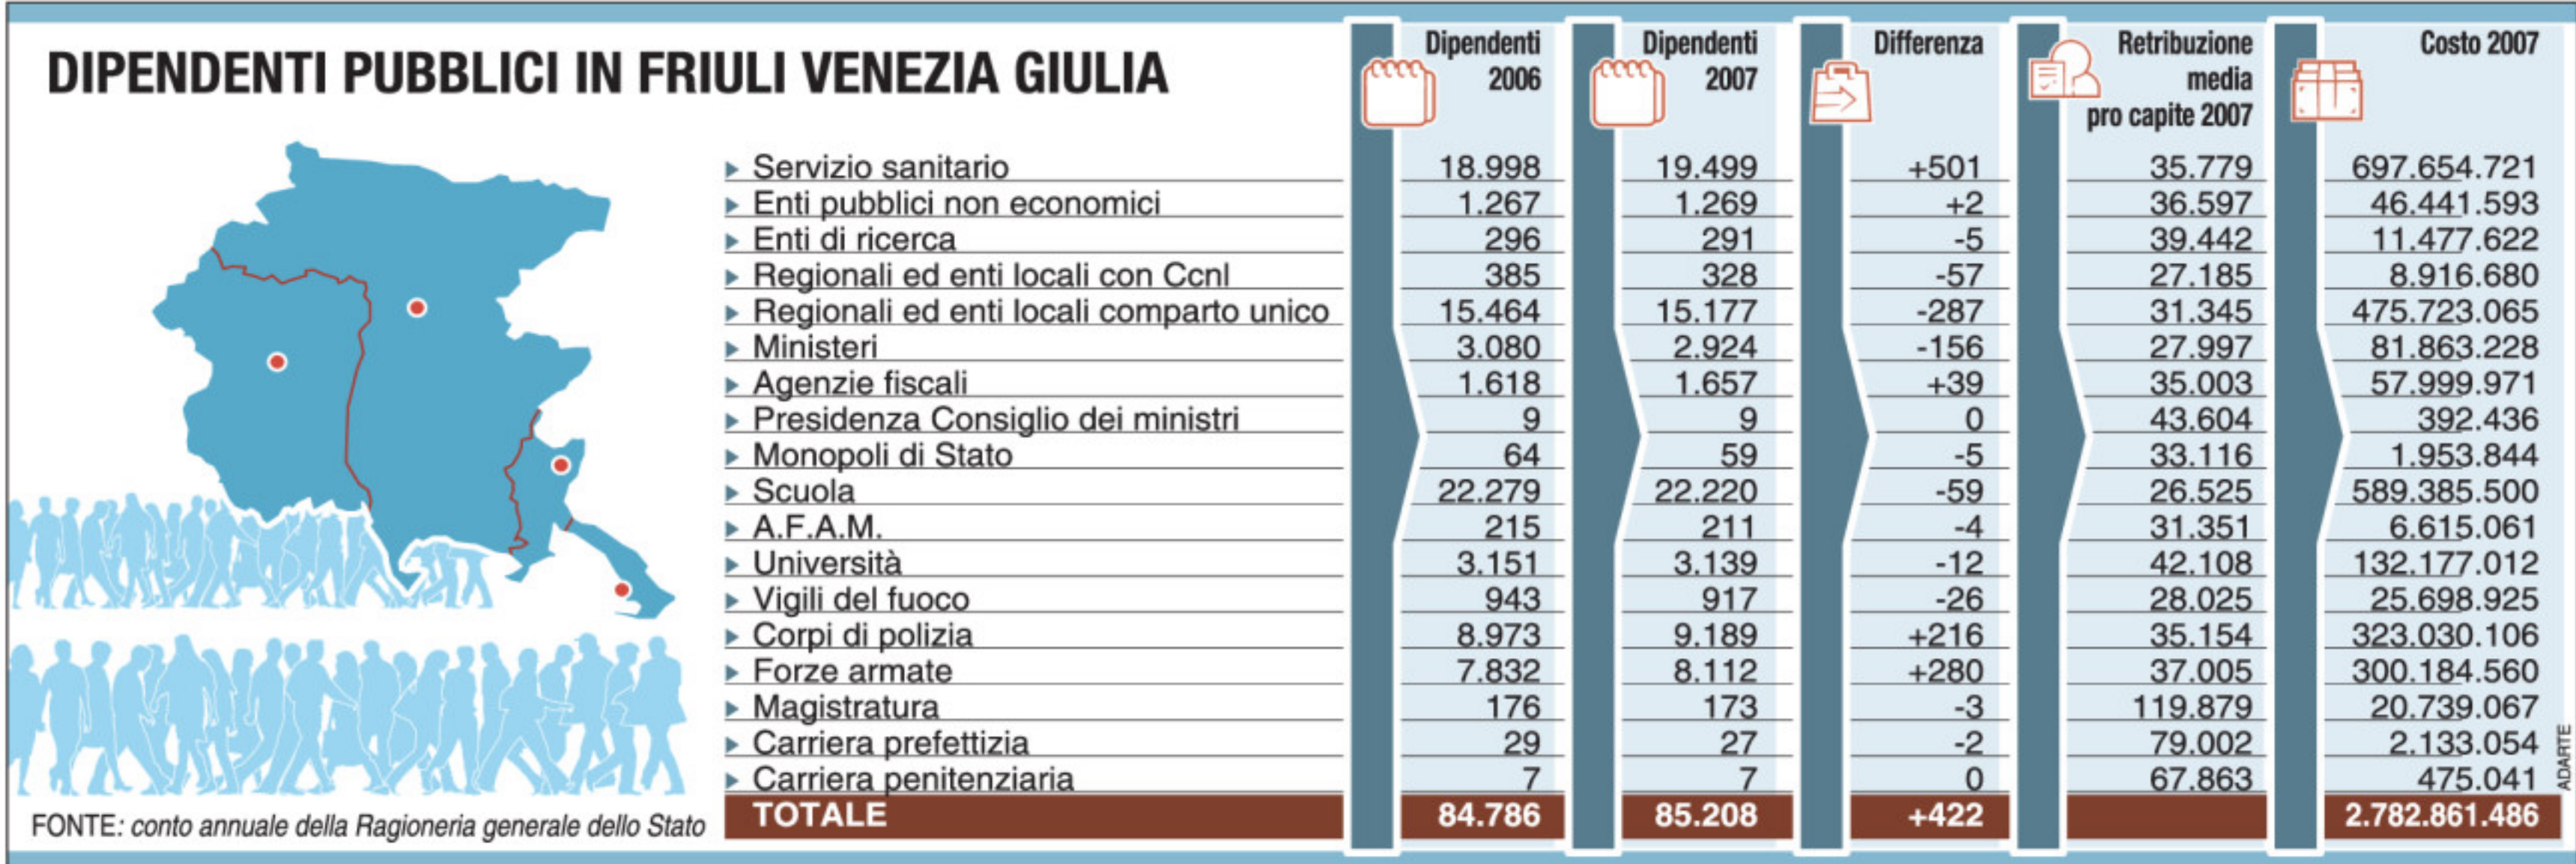 DIPENDENTI PUBBLICI IN FRIULI VENEZIA GIULIA
Dipendenti 2006 Dipendenti 2007 Differenza Retribuzione media pro capite 2007 Costo 2007
Servizio sanitario 18.998 19.499 +501 35.779 697.654.721
Enti pubblici non economici 1.267 1.269 +2 36.597 46.441.593
Enti di ricerca 296 291 -5 39.442 11.477.622
Regionali ed enti locali con Ccnl 385 328 -57 27.185 8.916.680
Regionali ed enti locali comparto unico 15.464 15.177 -287 31.345 475.723.065
Ministeri 3.080 2.924 -156 27.997 81.863.228
Agenzie fiscali 1.618 1.657 +39 35.003 57.999.971
Presidenza Consiglio dei ministri 9 9 0 43.604 392.436
Monopoli di Stato 64 59 -5 33.116 1.953.844
Scuola 22.279 22.220 -59 26.525 589.385.500
A.F.A.M. 215 211 -4 31.351 6.615.061
Università 3.151 3.139 -12 42.108 132.177.012
Vigili del fuoco 943 917 -26 28.025 25.698.925
Corpi di polizia 8.973 9.189 +216 35.154 323.030.106
Forze armate 7.832 8.112 +280 37.005 300.184.560
Magistratura 176 173 -3 119.879 20.739.067
Carriera prefettizia 29 27 -2 79.002 2.133.054
Carriera penitenziaria 7 7 0 67.863 475.041
TOTALE 84.786 85.208 +422 2.782.861.486
FONTE: conto annuale della Ragioneria generale dello Stato
ADARTE